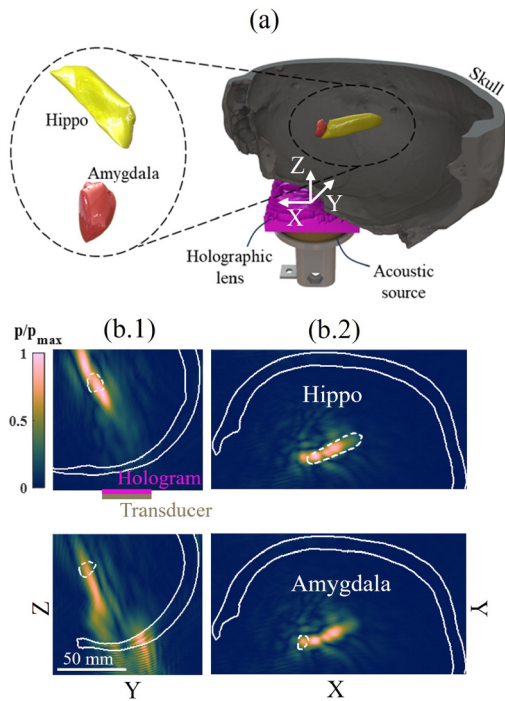 (a)
Skull
Hippo
Amygdala
Z
X
Y
Holographic
lens
Acoustic
source
(b.1)
(b.2)
p/pmax
1
0.5
0
Hippo
Hologram
Transducer
Amygdala
Z
Y
50 mm
Y
X